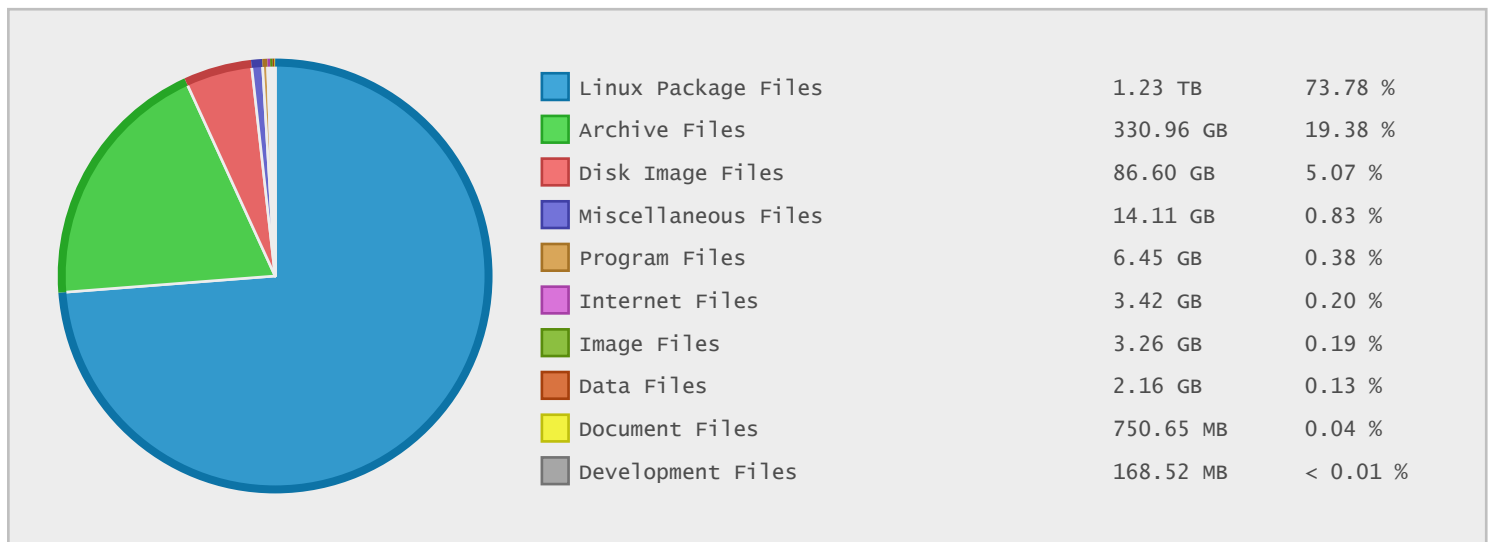 Linux Package Files 1.23 TB 73.78 %
Archive Files 330.96 GB 19.38 %
Disk Image Files 86.60 GB 5.07 %
Miscellaneous Files 14.11 GB 0.83 %
Program Files 6.45 GB 0.38 %
Internet Files 3.42 GB 0.20 %
Image Files 3.26 GB 0.19 %
Data Files 2.16 GB 0.13 %
Document Files 750.65 MB 0.04 %
Development Files 168.52 MB < 0.01 %